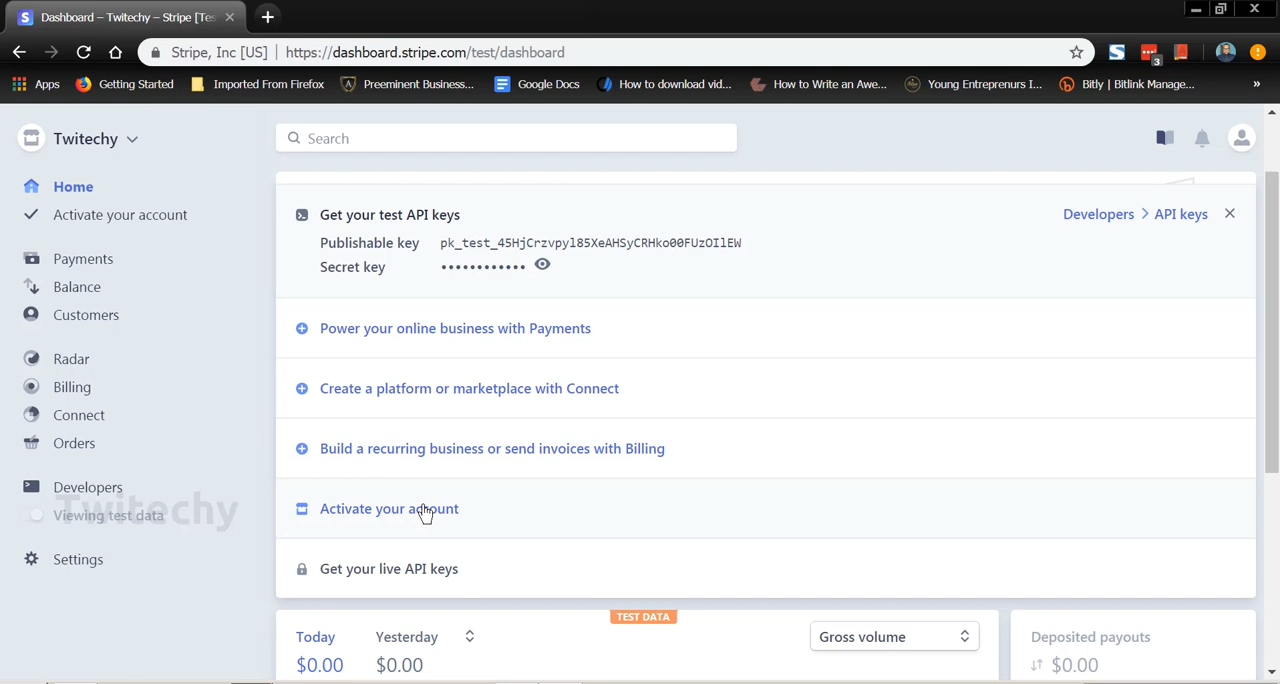 Dashboard – Twitechy – Stripe [Tes
Stripe, Inc [US] | https://dashboard.stripe.com/test/dashboard
3
Apps Getting Started Imported From Firefox Preeminent Business... Google Docs How to download vid... How to Write an Awe... Young Entreprenurs I... Bitly | Bitlink Manage... »
Twitechy
Search
Home
Activate your account
Payments
Balance
Customers
Radar
Billing
Connect
Orders
Developers
Viewing test data
Twitechy
Settings
Get your test API keys
Developers > API keys
Publishable key pk_test_45HjCrzvpyl85XeAHSyCRHko00FUzOIlEW
Secret key ••••••••••••
Power your online business with Payments
Create a platform or marketplace with Connect
Build a recurring business or send invoices with Billing
Activate your account
Get your live API keys
TEST DATA
Today Yesterday Gross volume
$0.00 $0.00
Deposited payouts
$0.00